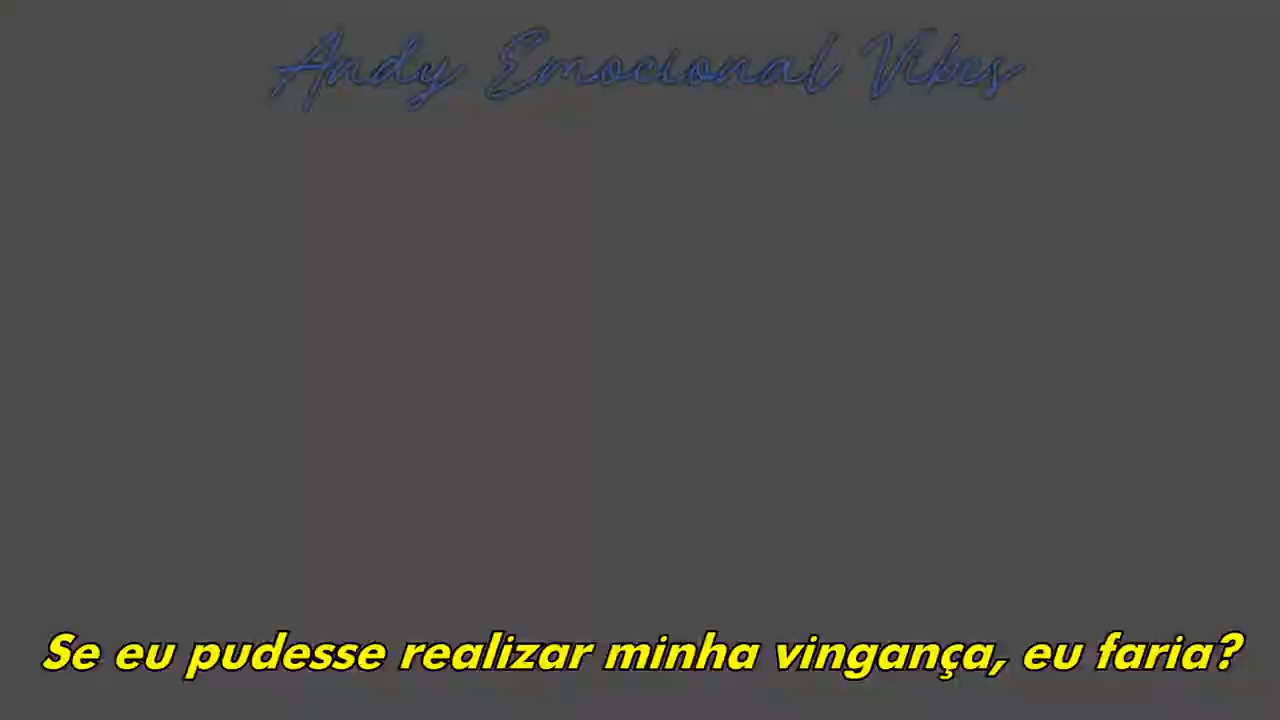 Andy Emocional Vibes
Se eu pudesse realizar minha vingança, eu faria?